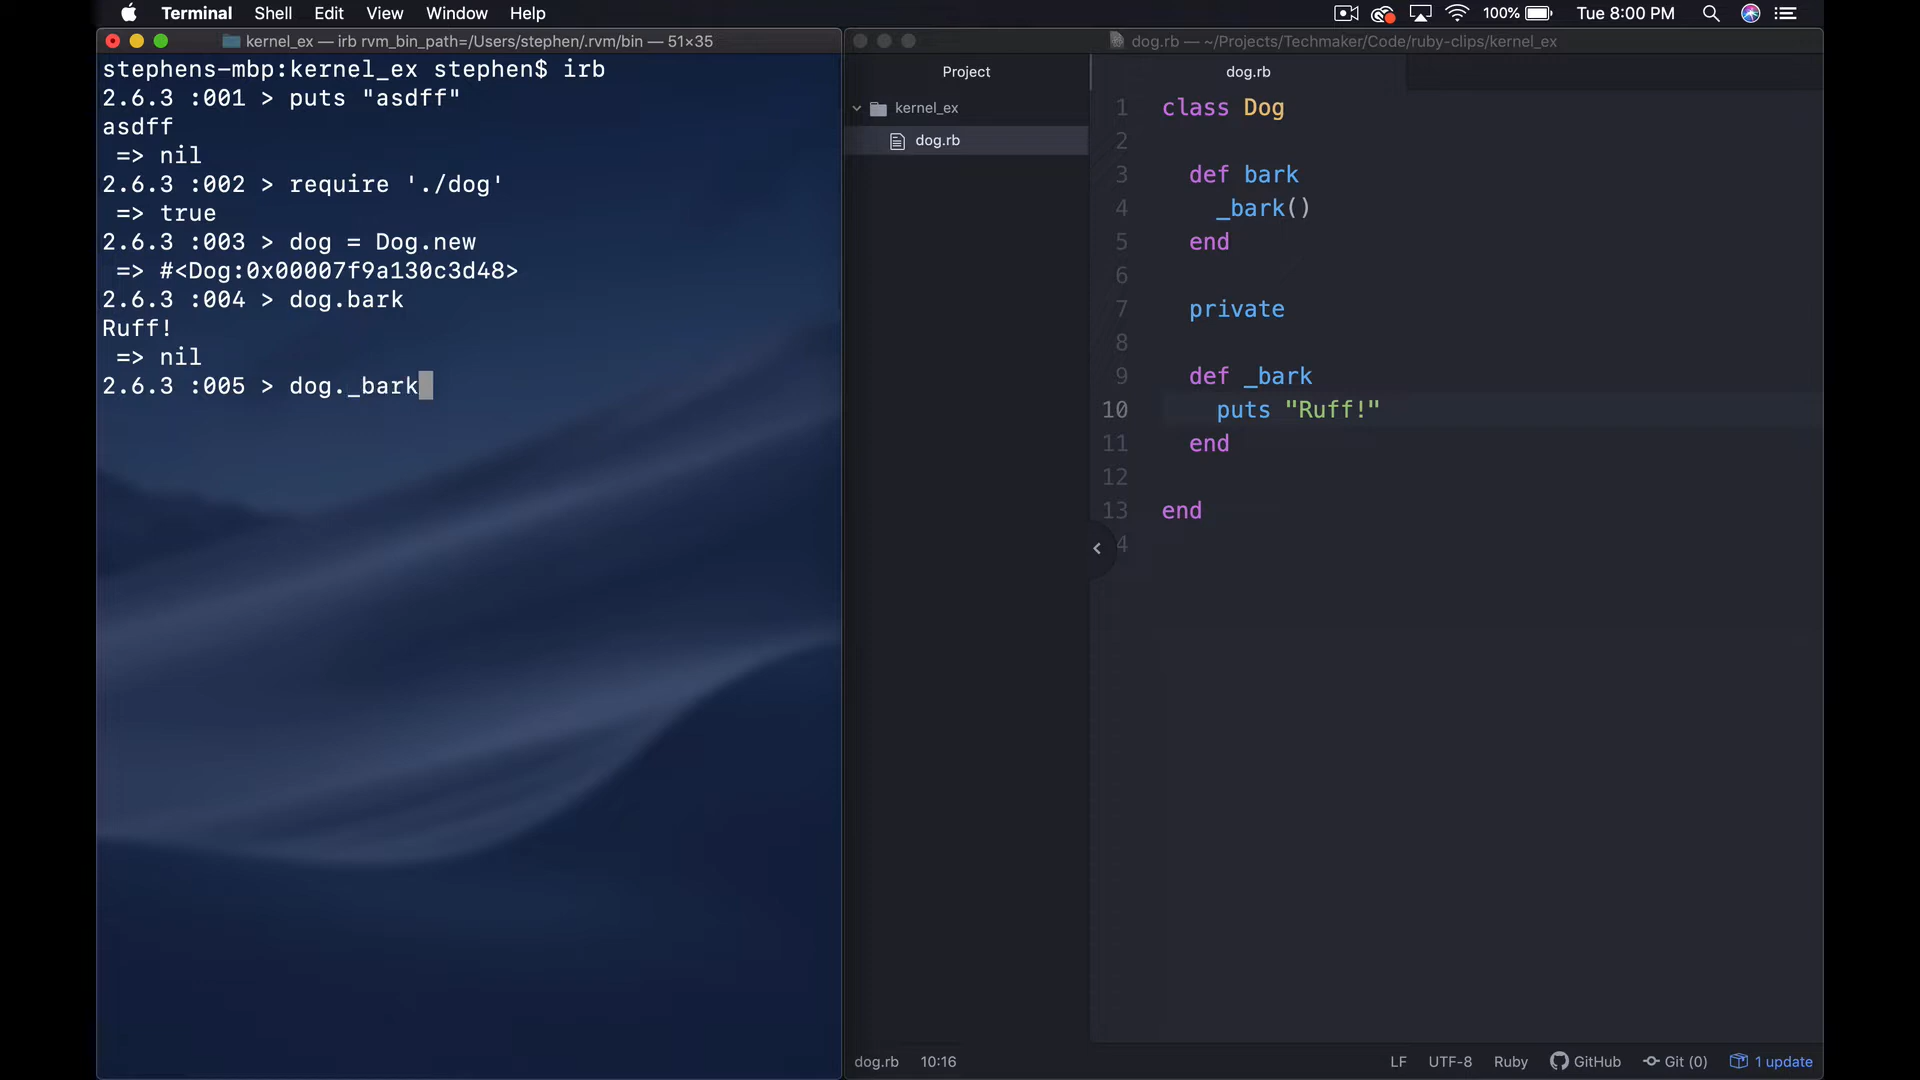 Terminal Shell Edit View Window Help 100% Tue 8:00 PM
kernel_ex — irb rvm_bin_path=/Users/stephen/.rvm/bin — 51×35
stephens-mbp:kernel_ex stephen$ irb
2.6.3 :001 > puts "asdff"
asdff
=> nil
2.6.3 :002 > require './dog'
=> true
2.6.3 :003 > dog = Dog.new
=> #<Dog:0x00007f9a130c3d48>
2.6.3 :004 > dog.bark
Ruff!
=> nil
2.6.3 :005 > dog._bark
dog.rb — ~/Projects/Techmaker/Code/ruby-clips/kernel_ex
Project
kernel_ex
dog.rb
dog.rb
1 class Dog
2
3 def bark
4 _bark()
5 end
6
7 private
8
9 def _bark
10 puts "Ruff!"
11 end
12
13 end
4
dog.rb 10:16 LF UTF-8 Ruby GitHub Git (0) 1 update